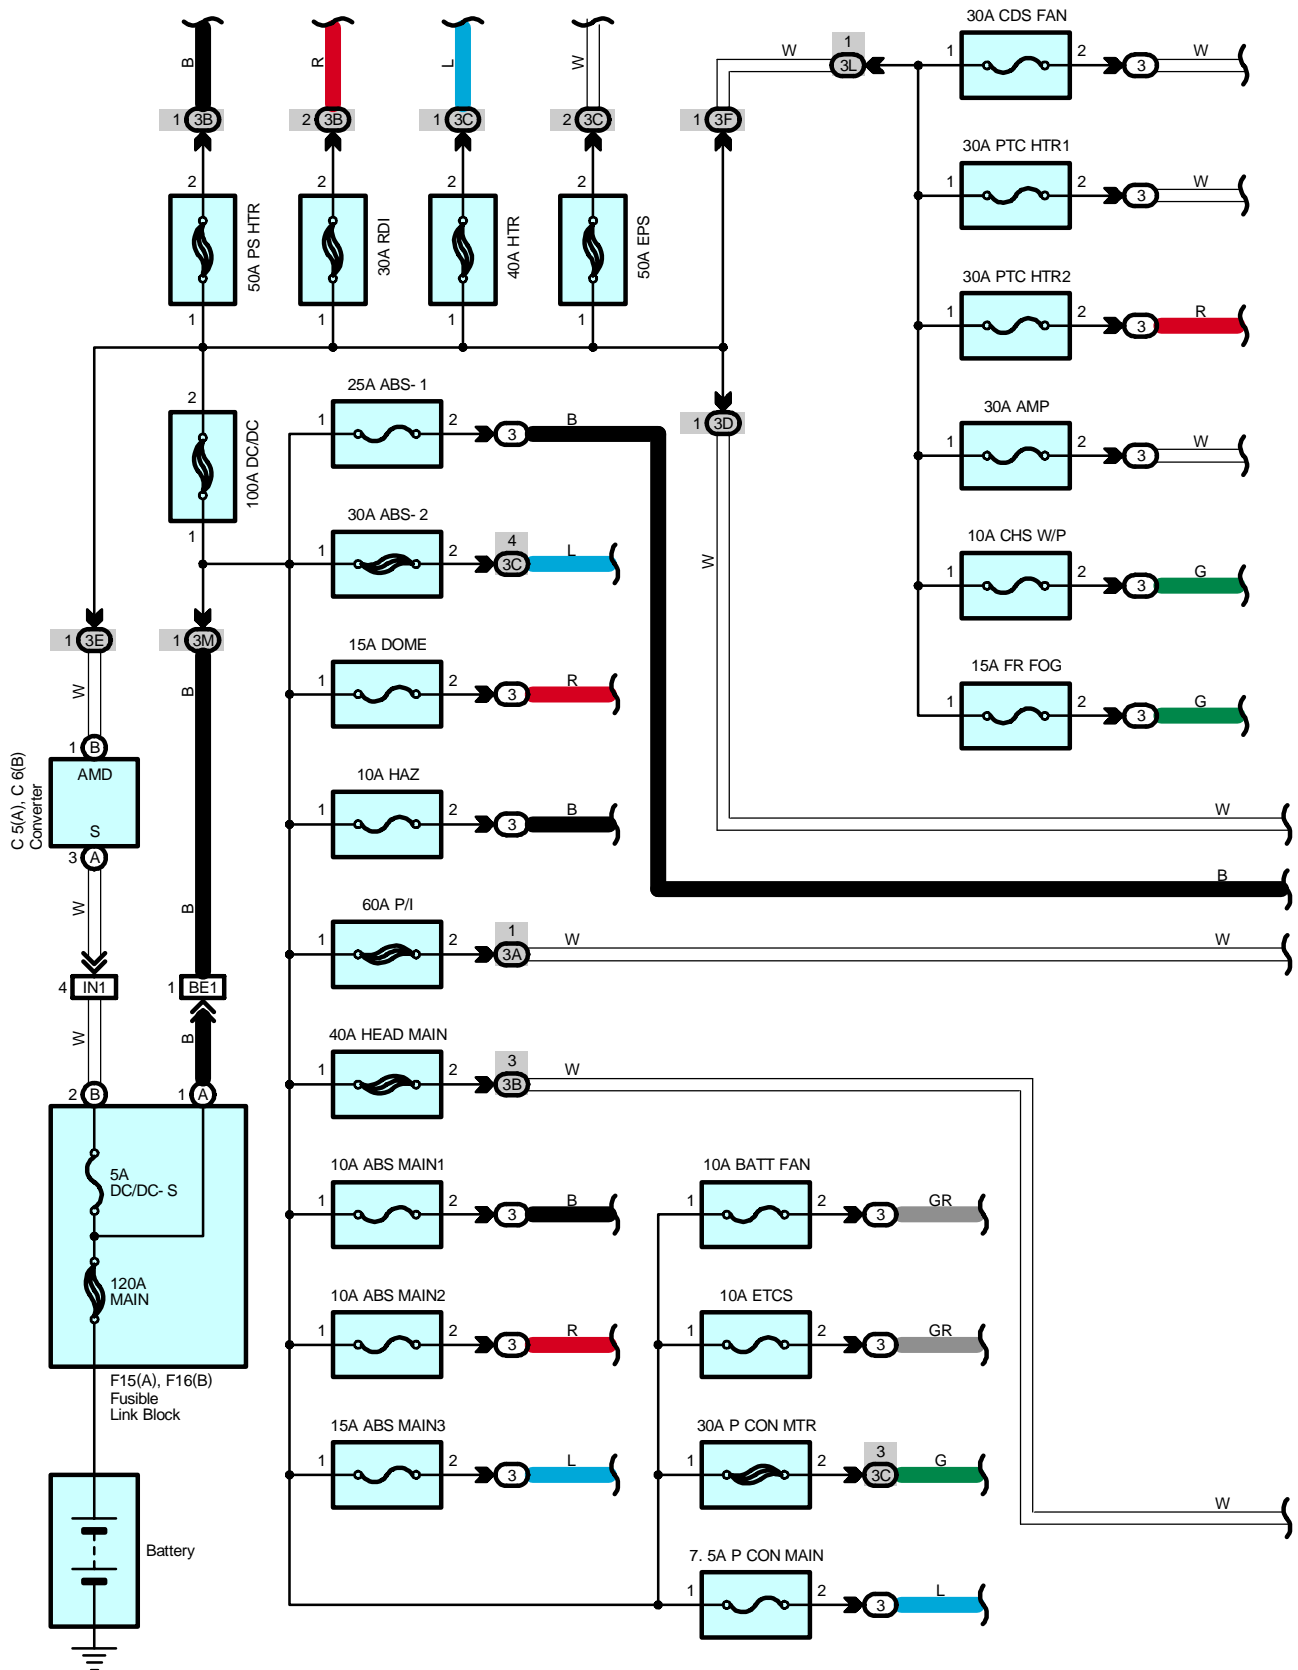 30A CDS FAN
B
R
L
W
W
1
3L
1
2
3
W
1
3B
2
3B
1
3C
2
3C
1
3F
2
2
2
2
50A PS HTR
30A RDI
40A HTR
50A EPS
1
1
1
1
30A PTC HTR1
1
2
3
W
30A PTC HTR2
1
2
3
R
2
100A DC/DC
1
25A ABS- 1
1
2
3
B
1
3D
W
30A AMP
1
2
3
W
30A ABS- 2
1
2
4
3C
L
10A CHS W/P
1
2
3
G
1
3E
1
3M
15A DOME
1
2
3
R
15A FR FOG
1
2
3
G
W
B
1
B
AMD
S
C 5(A), C 6(B)
Converter
3
A
10A HAZ
1
2
3
B
W
B
W
B
60A P/I
1
2
1
3A
W
W
4
IN1
1
BE1
W
B
40A HEAD MAIN
1
2
3
3B
W
2
B
1
A
5A
DC/DC- S
120A
MAIN
F15(A), F16(B)
Fusible
Link Block
10A ABS MAIN1
1
2
3
B
10A BATT FAN
1
2
3
GR
10A ABS MAIN2
1
2
3
R
10A ETCS
1
2
3
GR
15A ABS MAIN3
1
2
3
L
30A P CON MTR
1
2
3
3C
G
W
Battery
7. 5A P CON MAIN
1
2
3
L